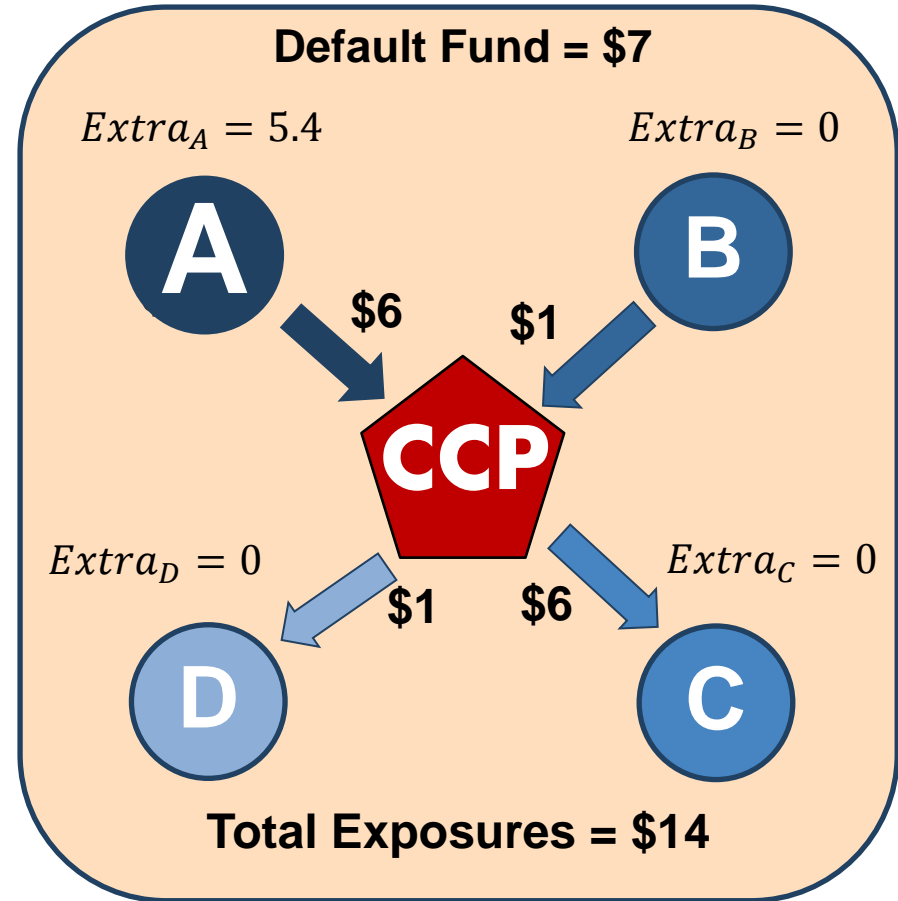 Default Fund = $7
Extra_A = 5.4
Extra_B = 0
A
B
$6
$1
CCP
Extra_D = 0
Extra_C = 0
$1
$6
D
C
Total Exposures = $14